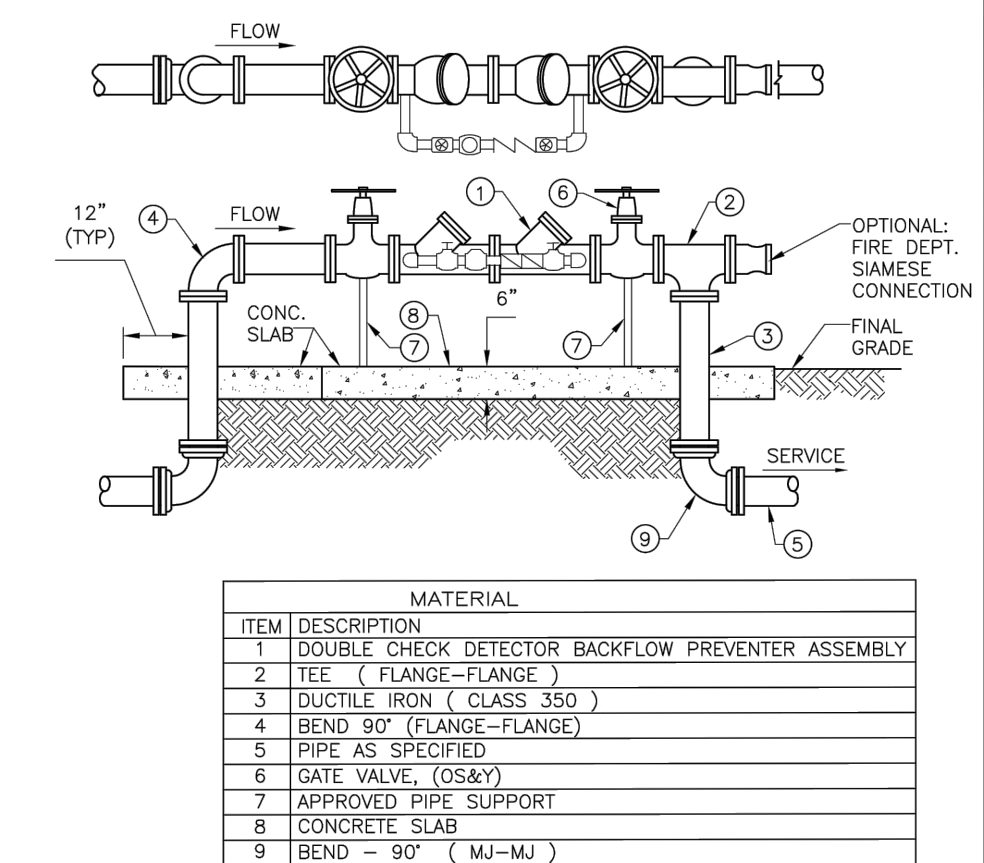 FLOW
12"
(TYP)
4
FLOW
1
6
2
OPTIONAL:
FIRE DEPT.
SIAMESE
CONNECTION
CONC.
SLAB
8
7
6"
7
3
FINAL
GRADE
SERVICE
9
5
MATERIAL
ITEM DESCRIPTION
1 DOUBLE CHECK DETECTOR BACKFLOW PREVENTER ASSEMBLY
2 TEE ( FLANGE-FLANGE )
3 DUCTILE IRON ( CLASS 350 )
4 BEND 90° (FLANGE-FLANGE)
5 PIPE AS SPECIFIED
6 GATE VALVE, (OS&Y)
7 APPROVED PIPE SUPPORT
8 CONCRETE SLAB
9 BEND - 90° ( MJ-MJ )